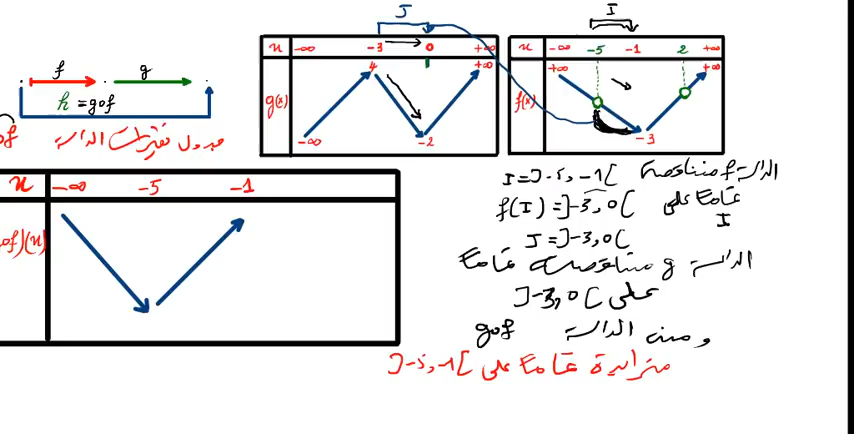 J
I
x -∞ -3 0 +∞
g(x) 4 +∞ -∞ -2
x -∞ -5 -1 2 +∞
f(x) +∞ +∞ -3
f g
h = gof
جدول تغيرات الدالة gof
x -∞ -5 -1
(gof)(x)
الدالة f متناقصة I=]-5,-1[
تماما على f(I)=]-3,0[
I
J=]-3,0[
الدالة g متناقصة تماما
على ]-3,0[
ومنه الدالة gof
متزايدة تماما على ]-5,-1[